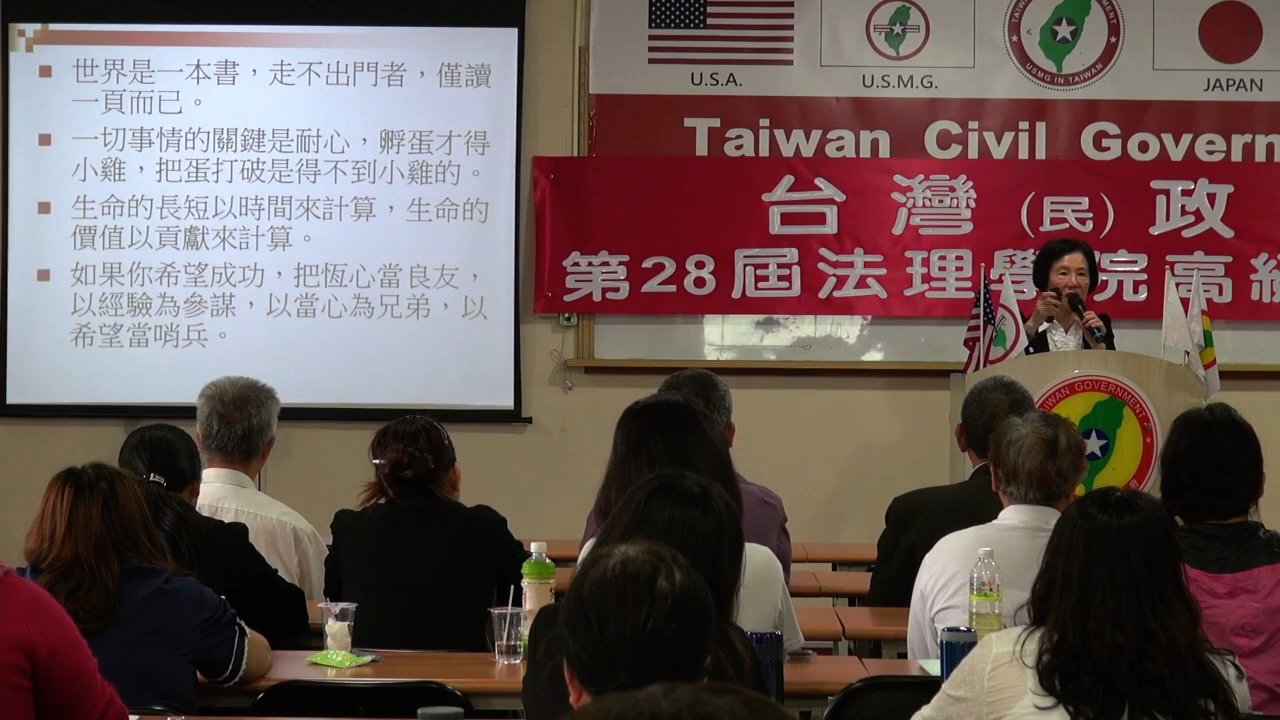 世界是一本書，走不出門者，僅讀
一頁而已。
一切事情的關鍵是耐心，孵蛋才得
小雞，把蛋打破是得不到小雞的。
生命的長短以時間來計算，生命的
價值以貢獻來計算。
如果你希望成功，把恆心當良友，
以經驗為參謀，以當心為兄弟，以
希望當哨兵。
U.S.A.
U.S.M.G.
USMG IN TAIWAN
JAPAN
Taiwan Civil Govern
台灣（民）政
第28屆法理學院高級
TAIWAN GOVERNMENT